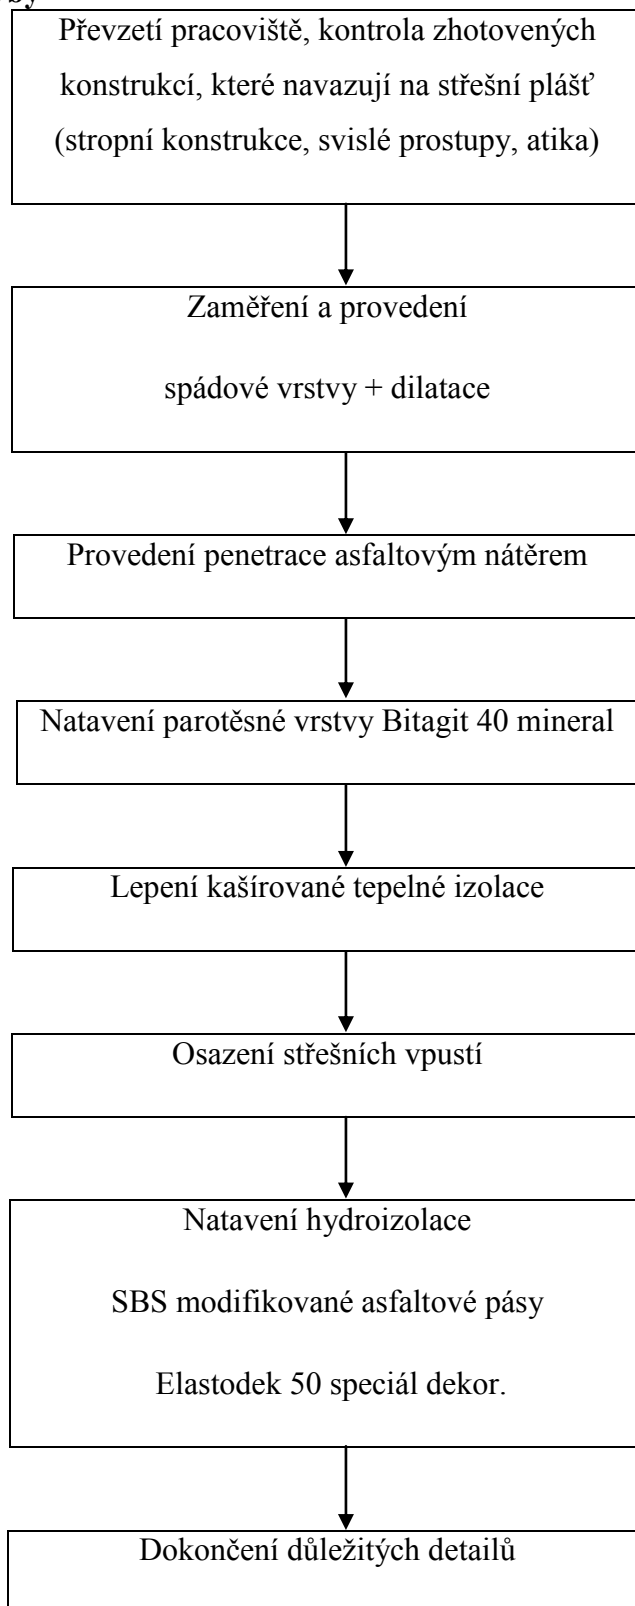 Převzetí pracoviště, kontrola zhotovených
konstrukcí, které navazují na střešní plášť
(stropní konstrukce, svislé prostupy, atika)
Zaměření a provedení
spádové vrstvy + dilatace
Provedení penetrace asfaltovým nátěrem
Natavení parotěsné vrstvy Bitagit 40 mineral
Lepení kašírované tepelné izolace
Osazení střešních vpustí
Natavení hydroizolace
SBS modifikované asfaltové pásy
Elastodek 50 speciál dekor.
Dokončení důležitých detailů